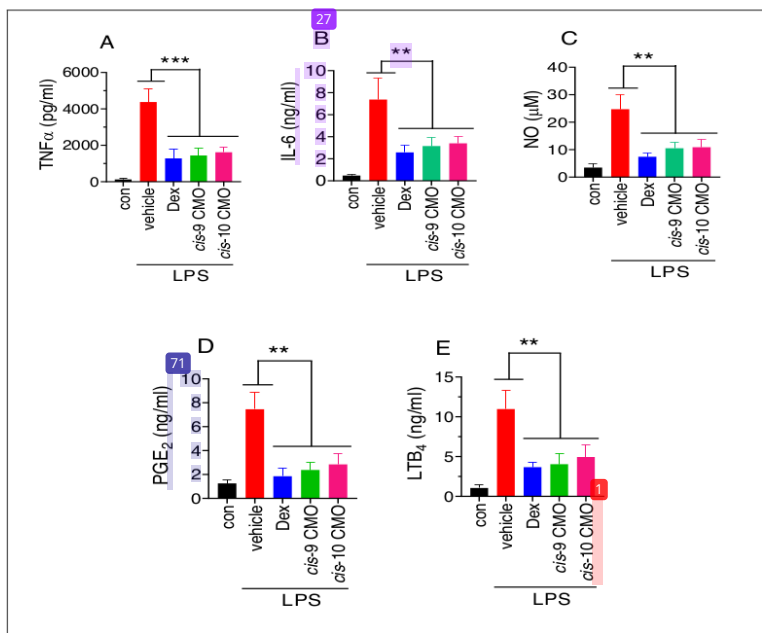 27
A
B
C
***
**
**
TNFα (pg/ml)
6000
4000
2000
0
con
vehicle
Dex
cis-9 CMO
cis-10 CMO
LPS
IL-6 (ng/ml)
10
8
6
4
2
0
con
vehicle
Dex
cis-9 CMO
cis-10 CMO
LPS
NO (μM)
40
30
20
10
0
con
vehicle
Dex
cis-9 CMO
cis-10 CMO
LPS
D
E
**
**
71
PGE2 (ng/ml)
10
8
6
4
2
0
con
vehicle
Dex
cis-9 CMO
cis-10 CMO
LPS
LTB4 (ng/ml)
15
10
5
0
con
vehicle
Dex
cis-9 CMO
cis-10 CMO
1
LPS